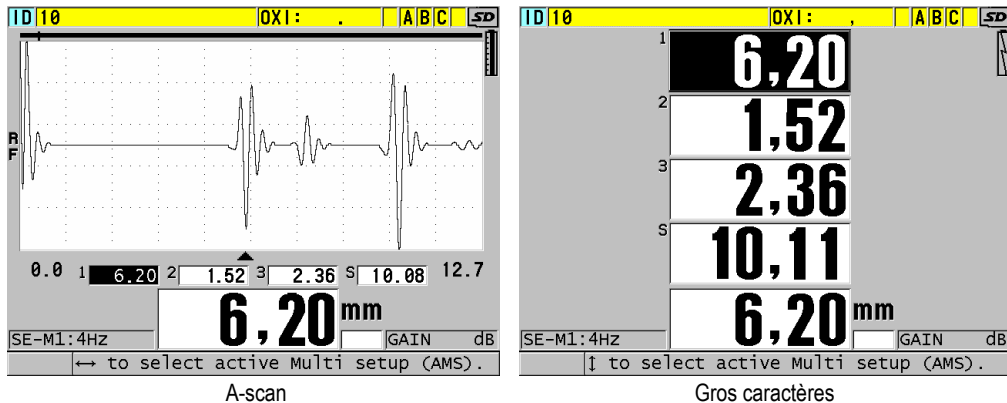 ID 10 OXI: . A B C SD
RF
0.0 1 6.20 2 1.52 3 2.36 S 10.08 12.7
6,20 mm
SE-M1:4Hz GAIN dB
↔ to select active Multi setup (AMS).
A-scan
ID 10 OXI: , A B C SD
1 6,20
2 1,52
3 2,36
S 10,11
6,20 mm
SE-M1:4Hz GAIN dB
↕ to select active Multi setup (AMS).
Gros caractères